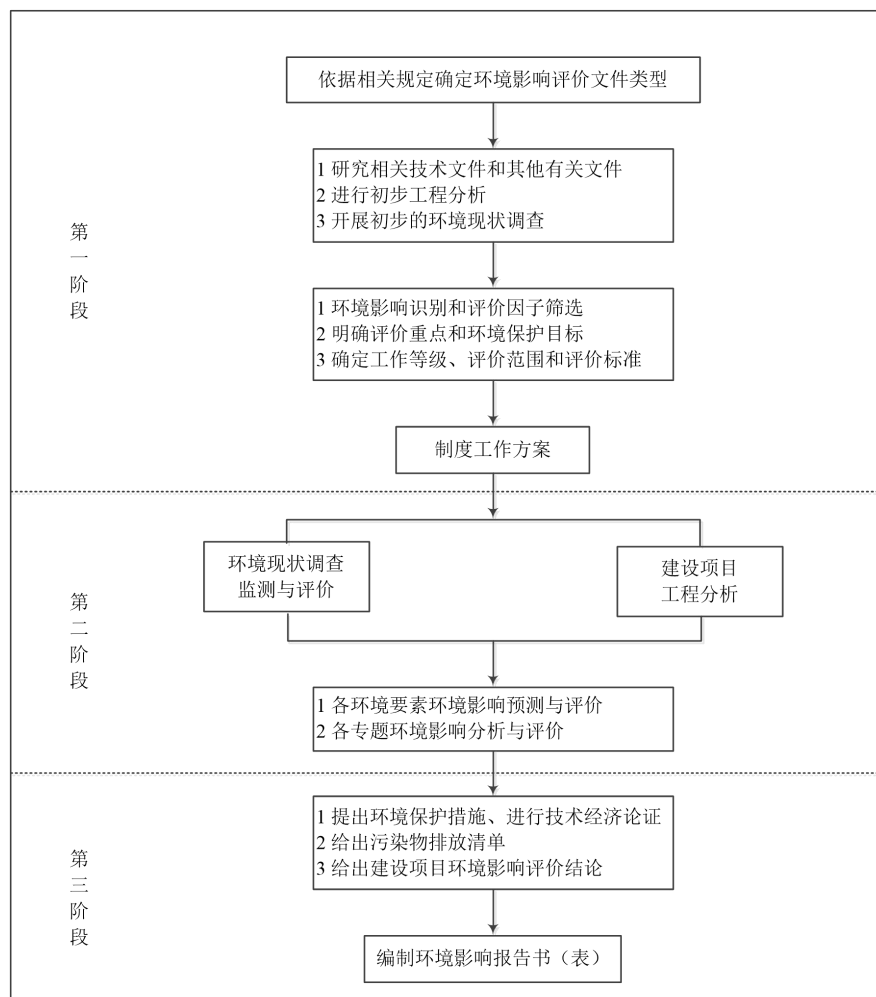 依据相关规定确定环境影响评价文件类型
1 研究相关技术文件和其他有关文件
2 进行初步工程分析
3 开展初步的环境现状调查
第一阶段
1 环境影响识别和评价因子筛选
2 明确评价重点和环境保护目标
3 确定工作等级、评价范围和评价标准
制度工作方案
环境现状调查
监测与评价
建设项目
工程分析
第二阶段
1 各环境要素环境影响预测与评价
2 各专题环境影响分析与评价
1 提出环境保护措施、进行技术经济论证
2 给出污染物排放清单
3 给出建设项目环境影响评价结论
第三阶段
编制环境影响报告书（表）